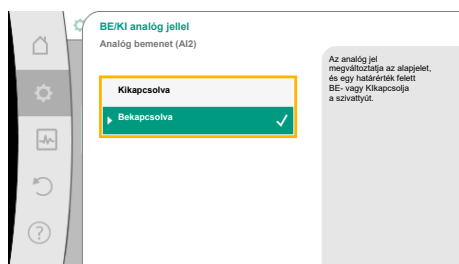 BE/KI analóg jellel
Analóg bemenet (AI2)
Kikapcsolva
Bekapcsolva
Az analóg jel
megváltoztatja az alapjelet,
és egy határérték felett
BE- vagy KIkapcsolja
a szivattyút.
?